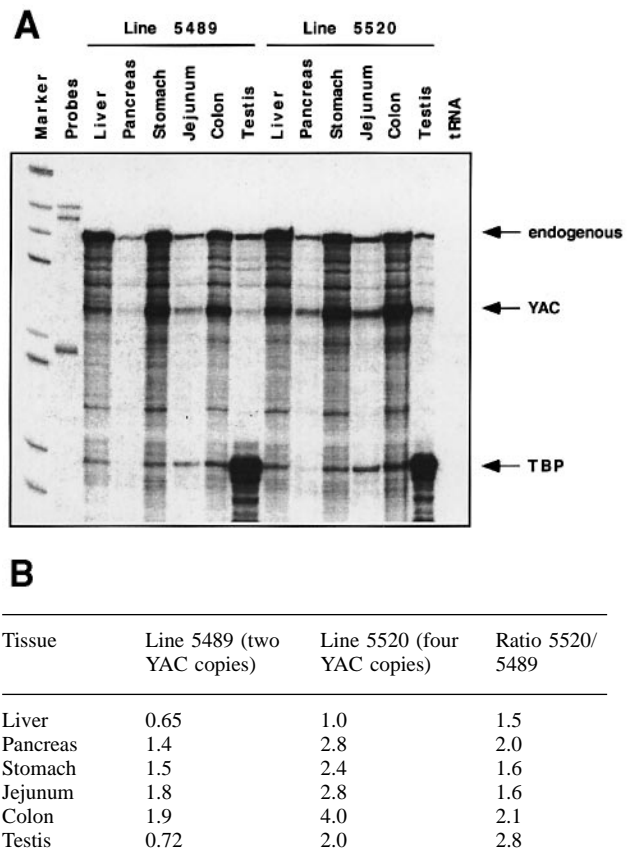 A
Line 5489 Line 5520
Marker Probes Liver Pancreas Stomach Jejunum Colon Testis Liver Pancreas Stomach Jejunum Colon Testis tRNA
endogenous
YAC
TBP
B
Tissue Line 5489 (two YAC copies) Line 5520 (four YAC copies) Ratio 5520/ 5489
Liver 0.65 1.0 1.5
Pancreas 1.4 2.8 2.0
Stomach 1.5 2.4 1.6
Jejunum 1.8 2.8 1.6
Colon 1.9 4.0 2.1
Testis 0.72 2.0 2.8